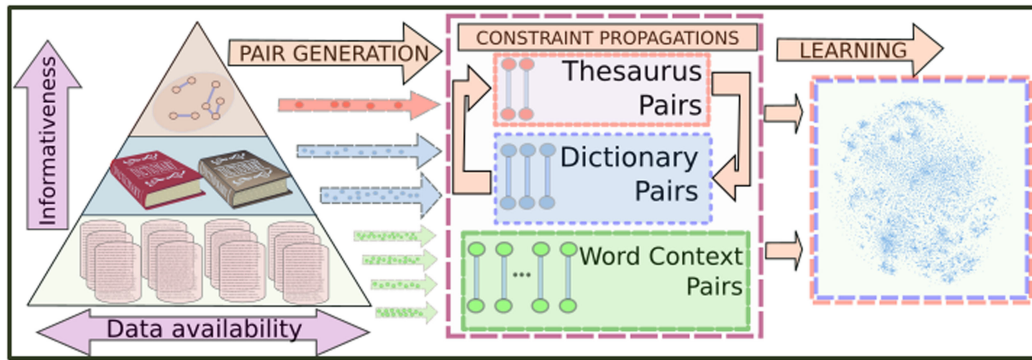 Informativeness
Data availability
PAIR GENERATION
CONSTRAINT PROPAGATIONS
Thesaurus
Pairs
Dictionary
Pairs
Word Context
Pairs
...
LEARNING